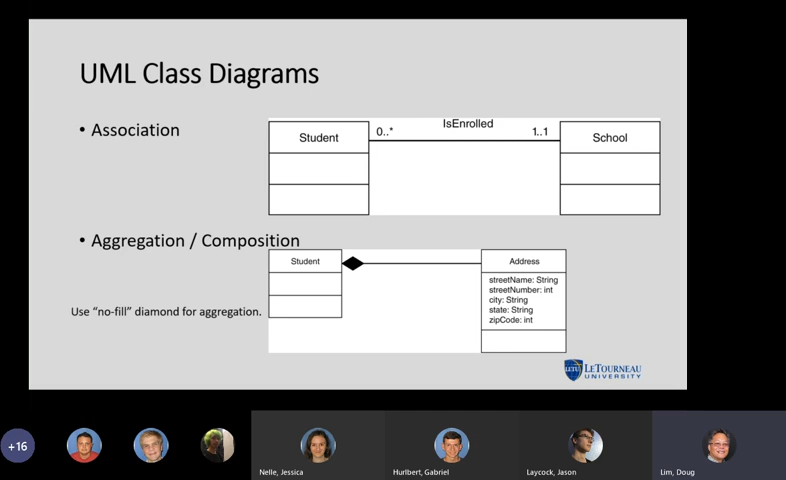 UML Class Diagrams
• Association
Student
0..*
IsEnrolled
1..1
School
• Aggregation / Composition
Student
Address
streetName: String
streetNumber: int
city: String
state: String
zipCode: int
Use “no-fill” diamond for aggregation.
LETU
LETOURNEAU
UNIVERSITY
+16
Nelle, Jessica
Hurlbert, Gabriel
Laycock, Jason
Lim, Doug